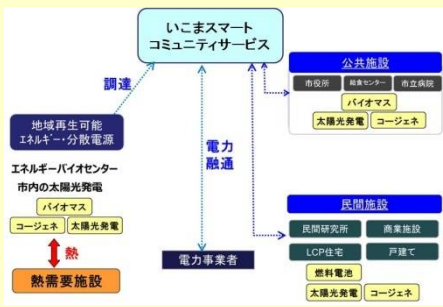 いこまスマート
コミュニティサービス
調達
地域再生可能
エネルギー・分散電源
エネルギーバイオセンター
市内の太陽光発電
バイオマス
コージェネ
太陽光発電
熱
熱需要施設
電力
融通
電力事業者
公共施設
市役所
給食センター
市立病院
バイオマス
太陽光発電
コージェネ
民間施設
民間研究所
商業施設
LCP住宅
戸建て
燃料電池
太陽光発電
コージェネ